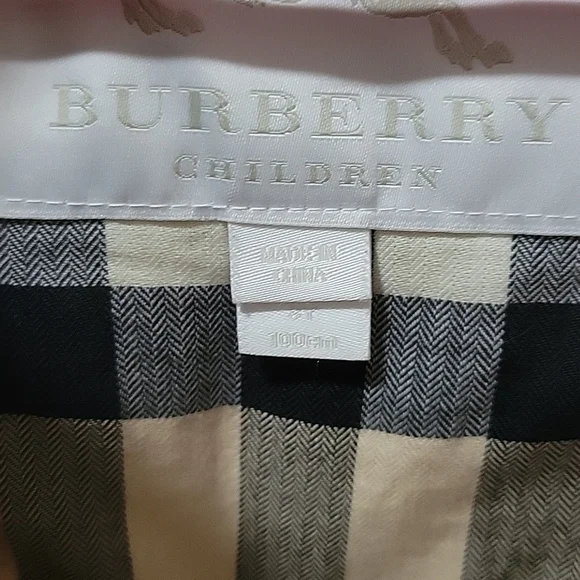 BURBERRY
CHILDREN
MADE IN
CHINA
100cm